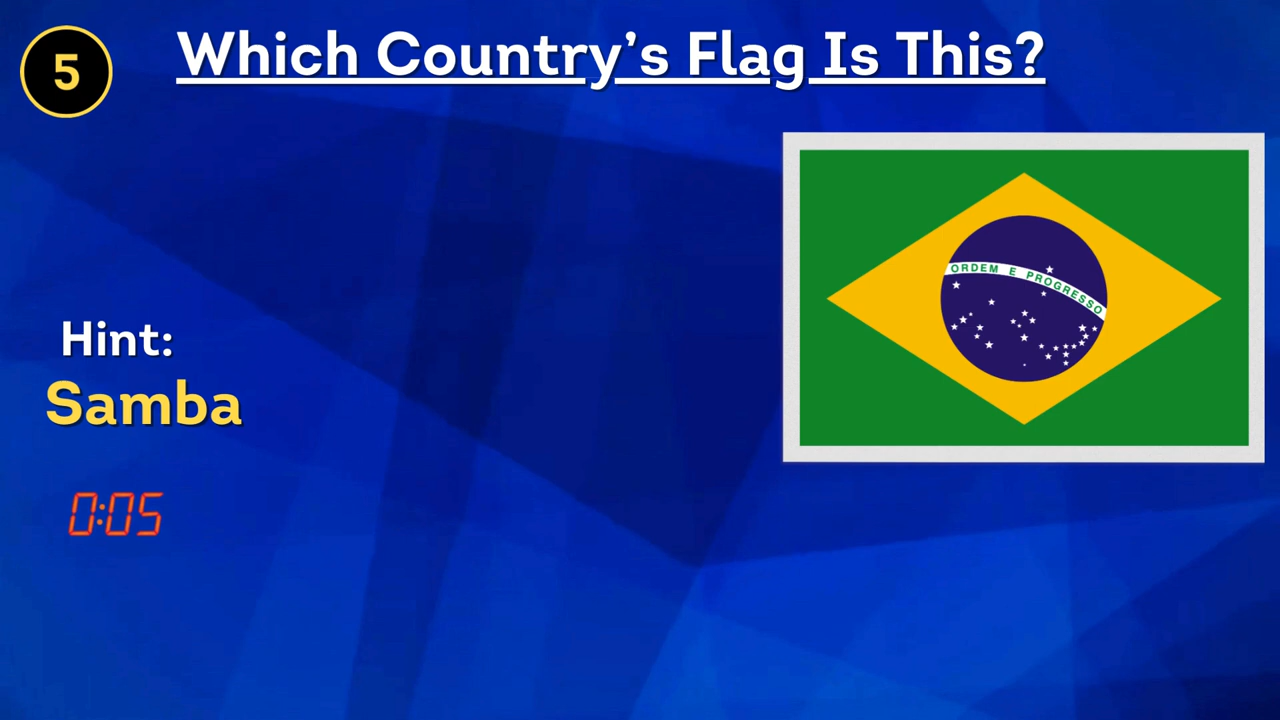 5
Which Country’s Flag Is This?
ORDEM E PROGRESSO
Hint:
Samba
0:05